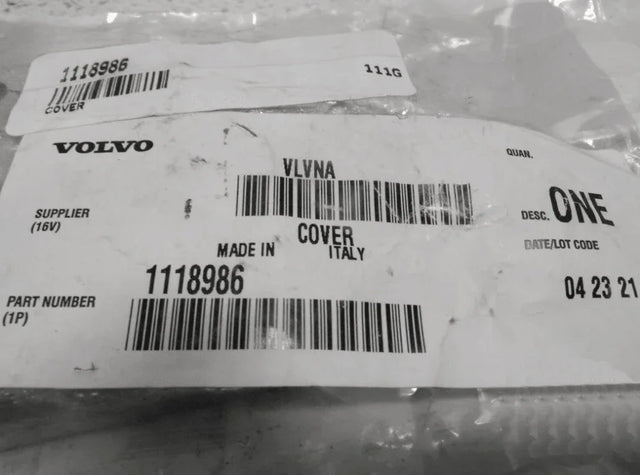 1118986
111G
COVER
VOLVO
VLVNA
QUAN.
ONE
SUPPLIER
(16V)
DESC.
COVER
MADE IN ITALY
DATE/LOT CODE
1118986
04 23 21
PART NUMBER
(1P)